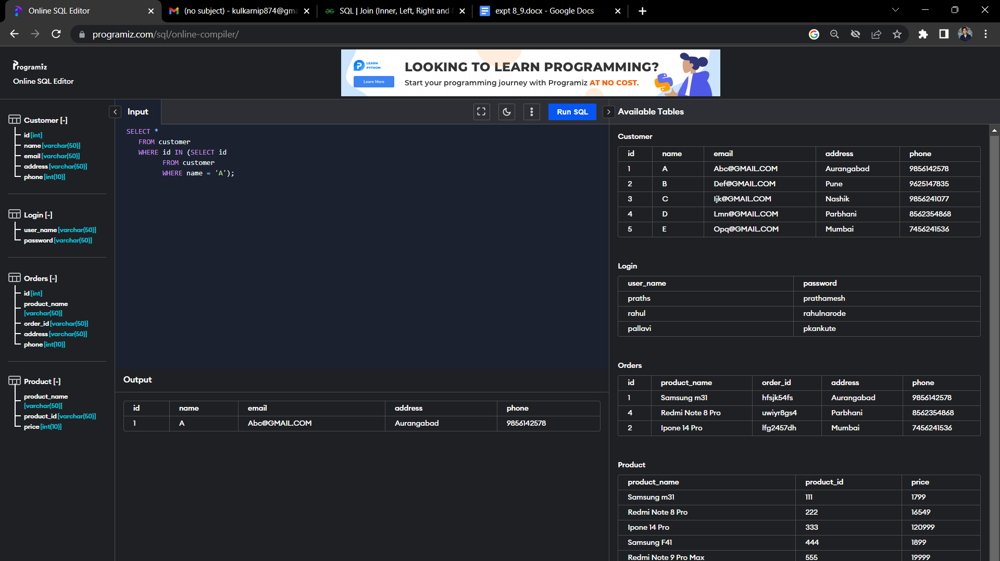 Online SQL Editor
(no subject) - kulkarnip874@gma
SQL | Join (Inner, Left, Right and F
expt 8_9.docx - Google Docs
programiz.com/sql/online-compiler/
Programiz
Online SQL Editor
LEARN
PYTHON
Learn More
LOOKING TO LEARN PROGRAMMING?
Start your programming journey with Programiz AT NO COST.
Customer [-]
id [int]
name [varchar(50)]
email [varchar(50)]
address [varchar(50)]
phone [int(10)]
Login [-]
user_name [varchar(50)]
password [varchar(50)]
Orders [-]
id [int]
product_name
[varchar(50)]
order_id [varchar(50)]
address [varchar(50)]
phone [int(10)]
Product [-]
product_name
[varchar(50)]
product_id [varchar(50)]
price [int(10)]
Input
Run SQL
SELECT *
FROM customer
WHERE id IN (SELECT id
FROM customer
WHERE name = 'A');
Output
id name email address phone
1 A Abc@GMAIL.COM Aurangabad 9856142578
Available Tables
Customer
id name email address phone
1 A Abc@GMAIL.COM Aurangabad 9856142578
2 B Def@GMAIL.COM Pune 9625147835
3 C Ijk@GMAIL.COM Nashik 9856241077
4 D Lmn@GMAIL.COM Parbhani 8562354868
5 E Opq@GMAIL.COM Mumbai 7456241536
Login
user_name password
praths prathamesh
rahul rahulnarode
pallavi pkankute
Orders
id product_name order_id address phone
1 Samsung m31 hfsjk54fs Aurangabad 9856142578
4 Redmi Note 8 Pro uwiyr8gs4 Parbhani 8562354868
2 Ipone 14 Pro lfg2457dh Mumbai 7456241536
Product
product_name product_id price
Samsung m31 111 1799
Redmi Note 8 Pro 222 16549
Ipone 14 Pro 333 120999
Samsung F41 444 1899
Redmi Note 9 Pro Max 555 19999